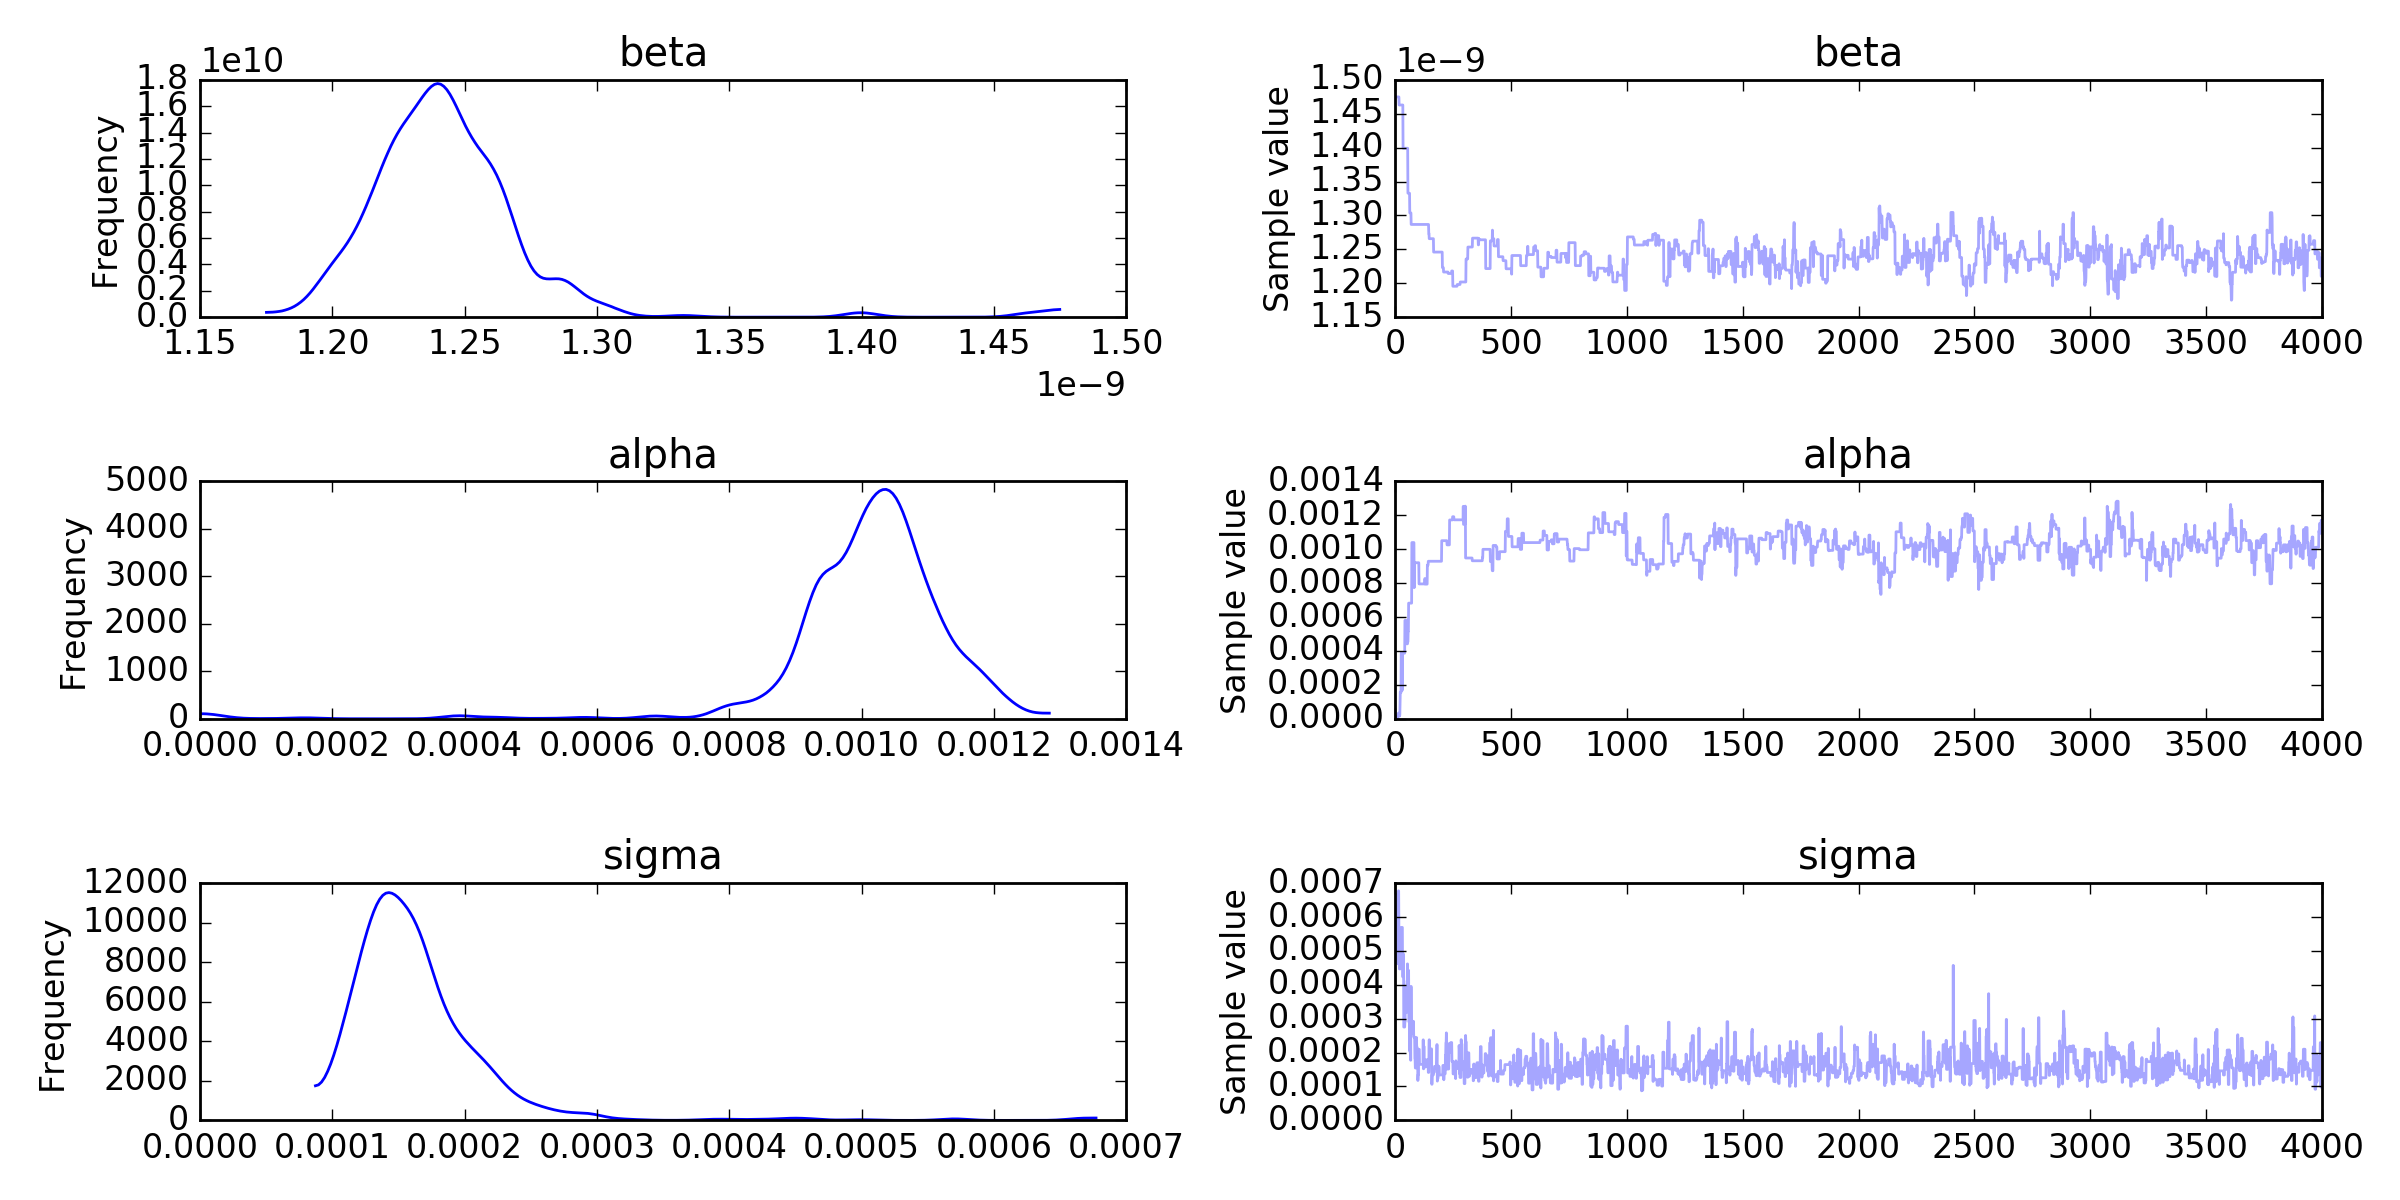 beta
1e10
1.8
1.6
1.4
1.2
1.0
0.8
0.6
0.4
0.2
0.0
Frequency
1.15 1.20 1.25 1.30 1.35 1.40 1.45 1.50
1e−9
beta
1e−9
1.50
1.45
1.40
1.35
1.30
1.25
1.20
1.15
Sample value
0 500 1000 1500 2000 2500 3000 3500 4000
alpha
5000
4000
3000
2000
1000
0
Frequency
0.0000 0.0002 0.0004 0.0006 0.0008 0.0010 0.0012 0.0014
alpha
0.0014
0.0012
0.0010
0.0008
0.0006
0.0004
0.0002
0.0000
Sample value
0 500 1000 1500 2000 2500 3000 3500 4000
sigma
12000
10000
8000
6000
4000
2000
0
Frequency
0.0000 0.0001 0.0002 0.0003 0.0004 0.0005 0.0006 0.0007
sigma
0.0007
0.0006
0.0005
0.0004
0.0003
0.0002
0.0001
0.0000
Sample value
0 500 1000 1500 2000 2500 3000 3500 4000